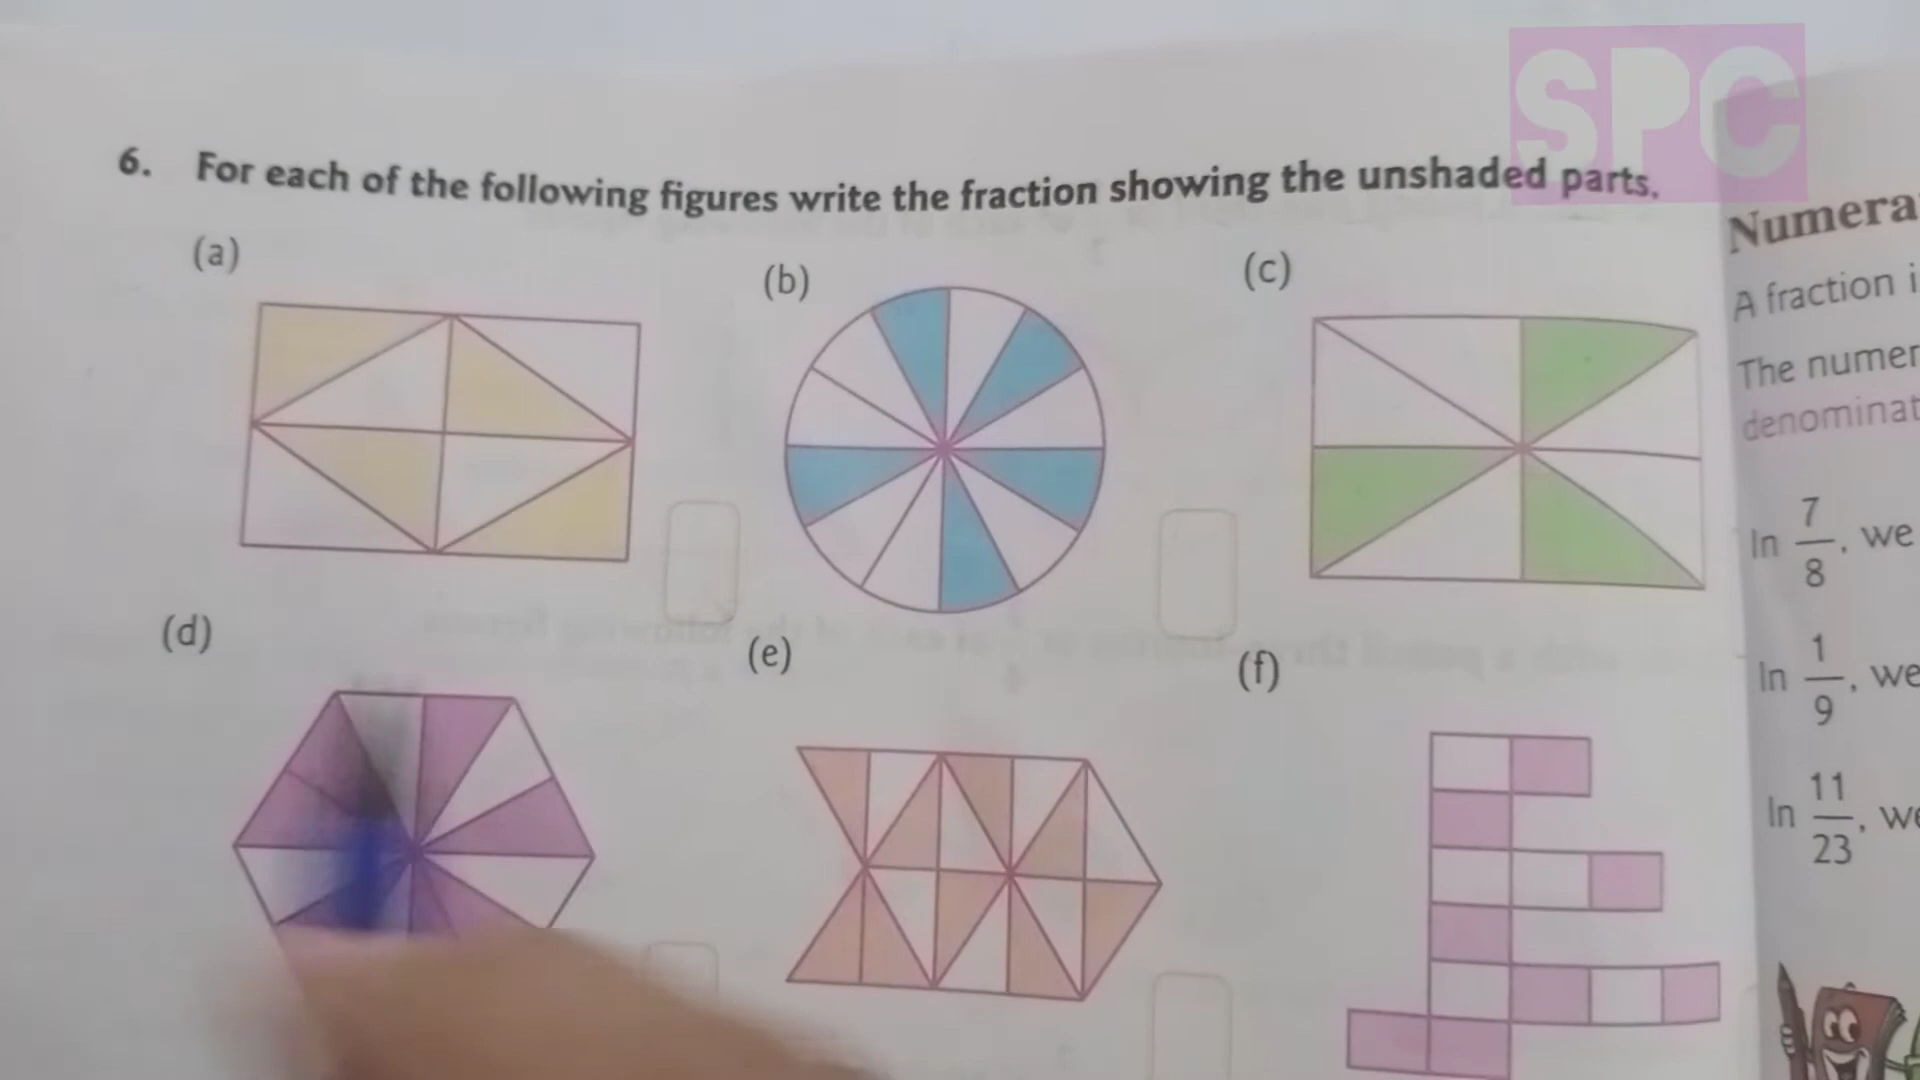 SPC
6. For each of the following figures write the fraction showing the unshaded parts.
(a)
(b)
(c)
(d)
(e)
(f)
Numera
A fraction i
The numer
denominat
In 7/8, we
In 1/9, we
In 11/23, we